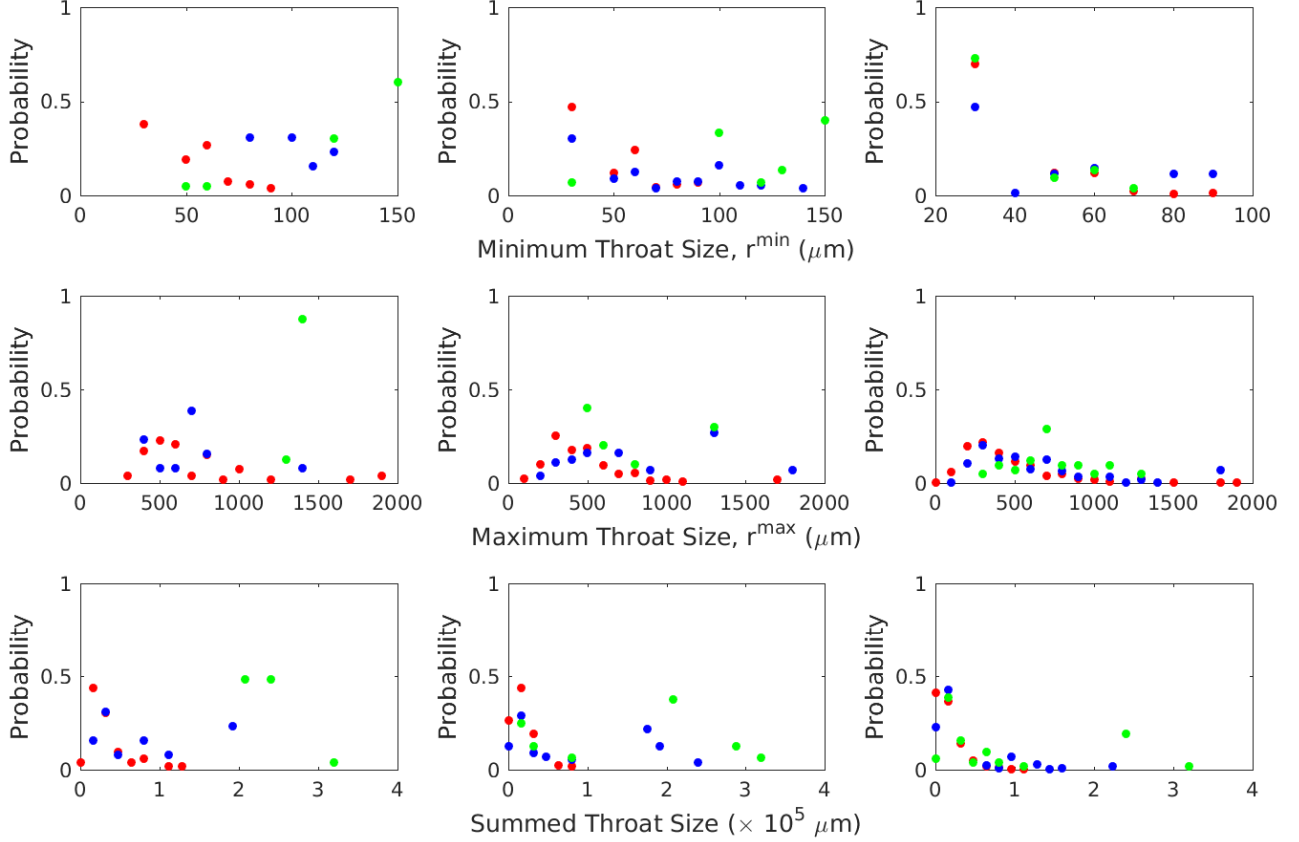 1 1 1
Probability Probability Probability
0.5 0.5 0.5
0 0 0
0 50 100 150 0 50 100 150 20 40 60 80 100
Minimum Throat Size, r^min (μm)
1 1 1
Probability Probability Probability
0.5 0.5 0.5
0 0 0
0 500 1000 1500 2000 0 500 1000 1500 2000 0 500 1000 1500 2000
Maximum Throat Size, r^max (μm)
1 1 1
Probability Probability Probability
0.5 0.5 0.5
0 0 0
0 1 2 3 4 0 1 2 3 4 0 1 2 3 4
Summed Throat Size (× 10^5 μm)